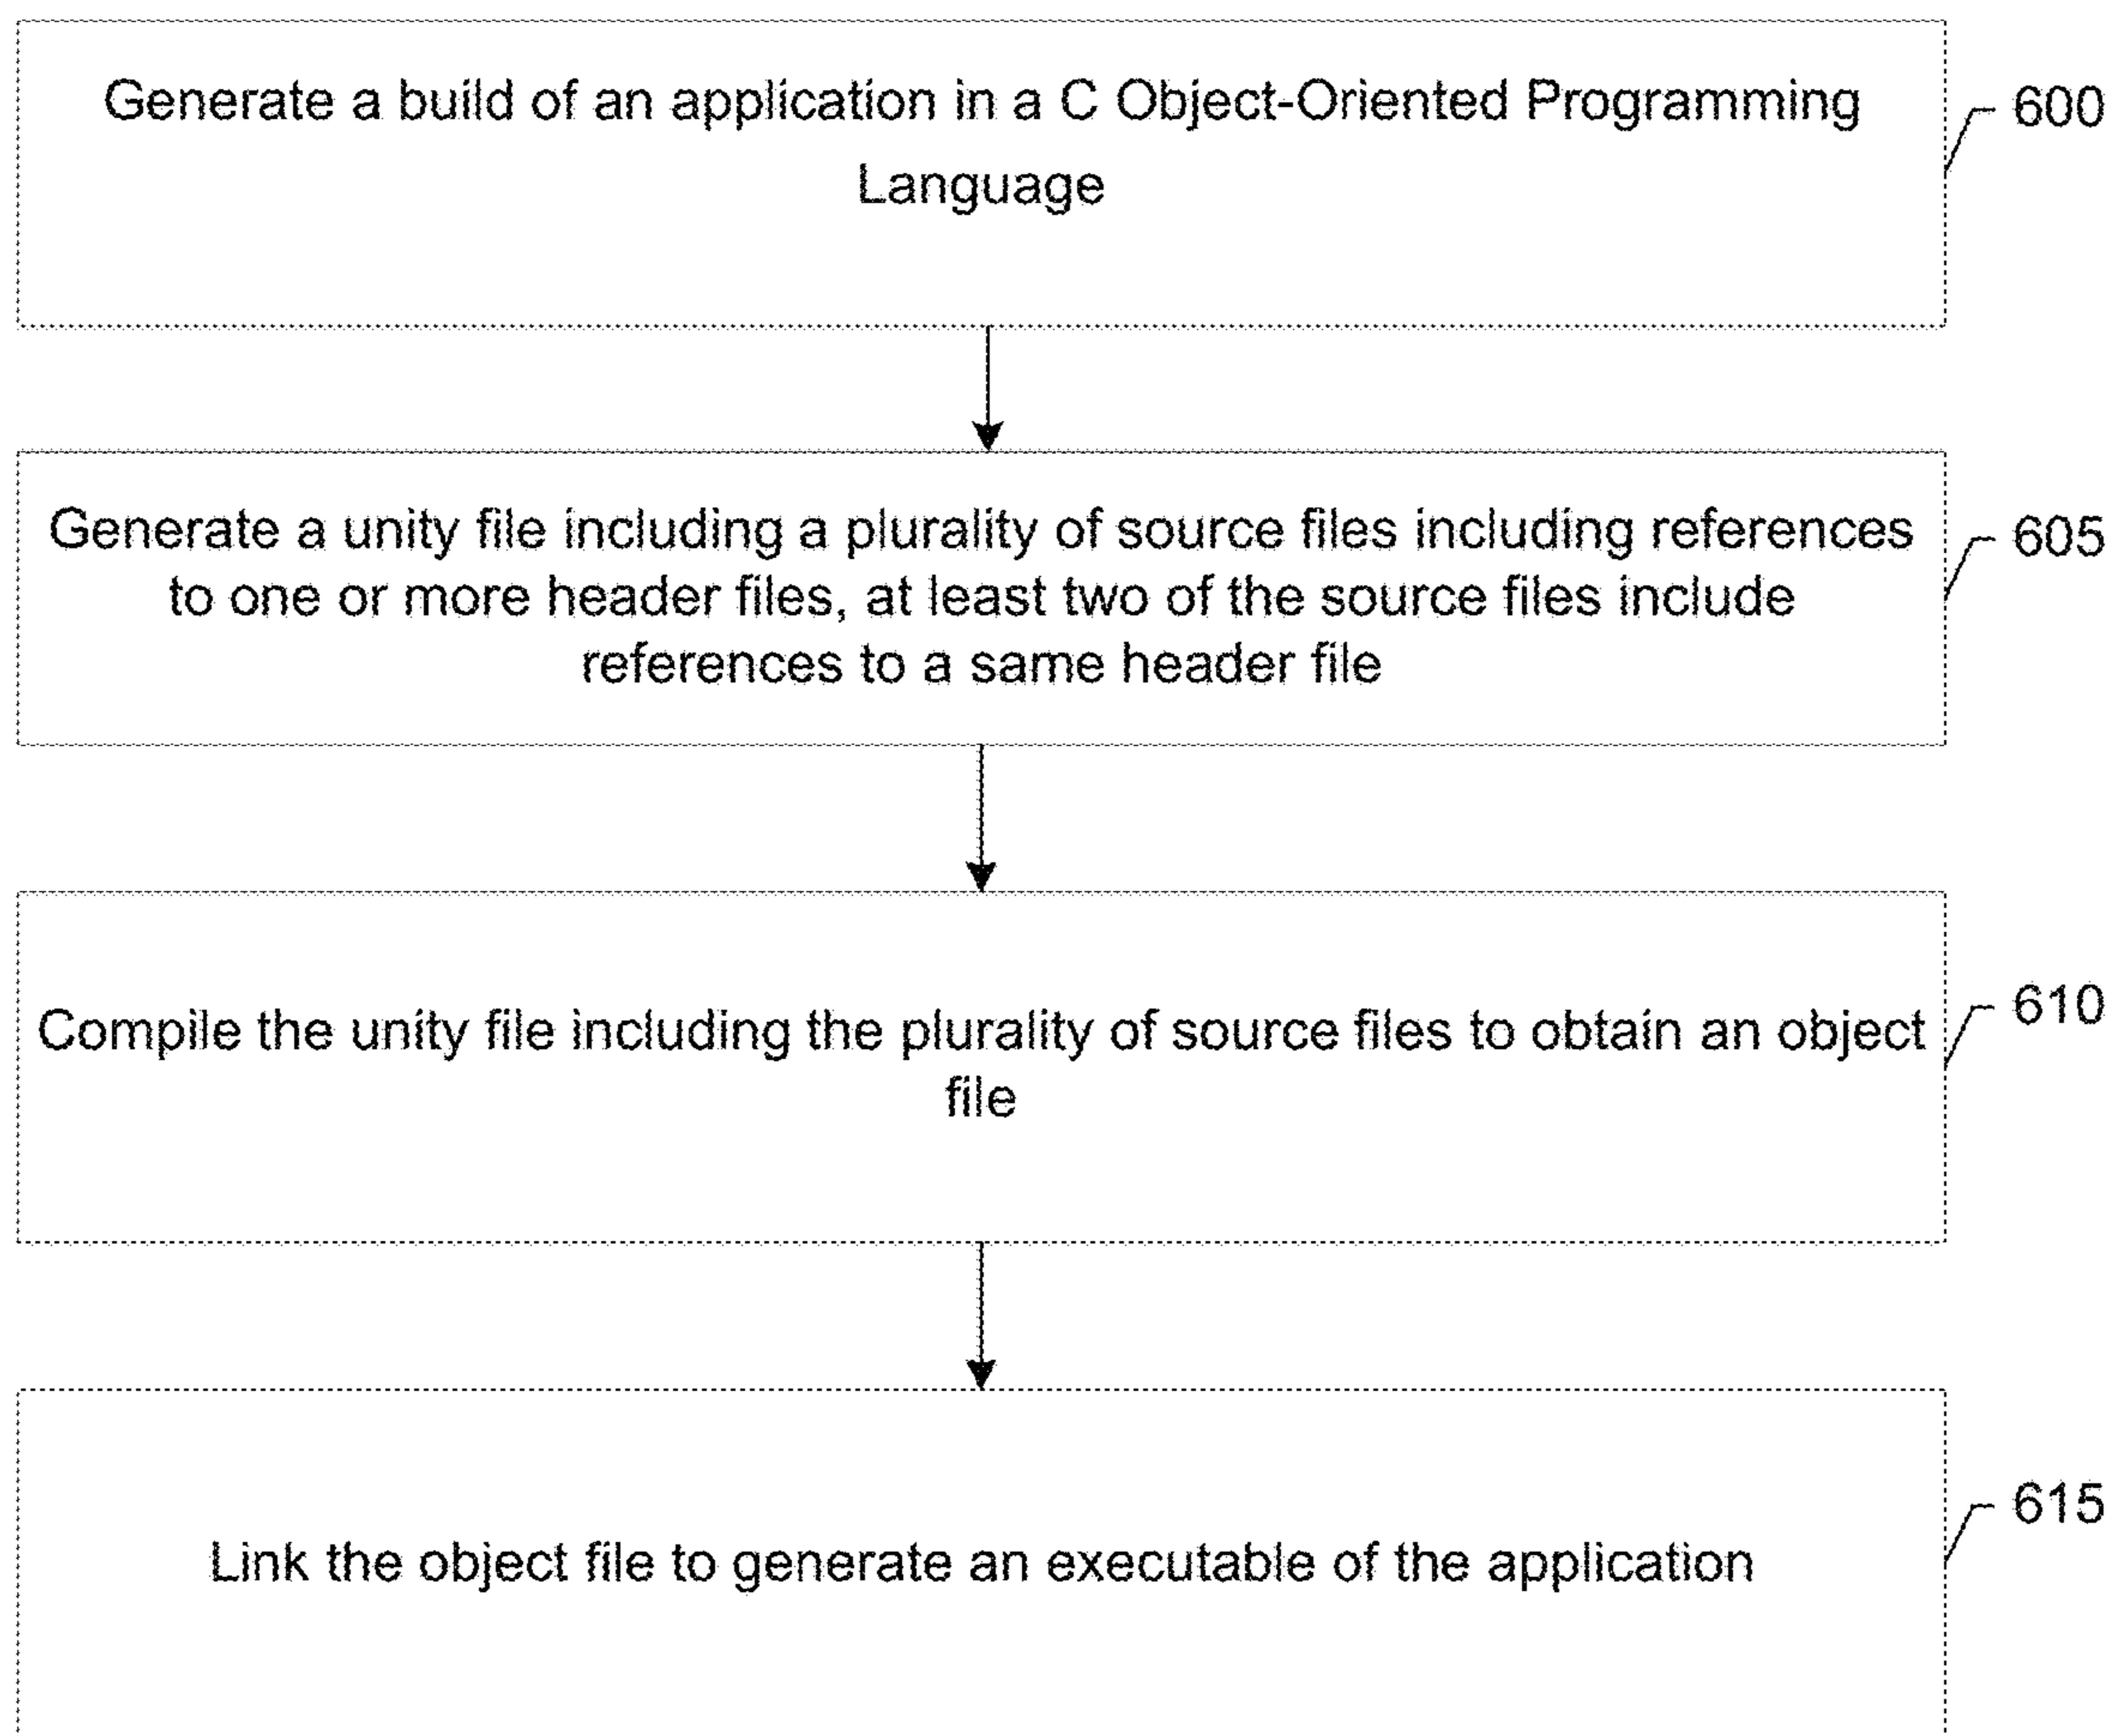 Generate a build of an application in a C Object-Oriented Programming
Language
600
Generate a unity file including a plurality of source files including references
to one or more header files, at least two of the source files include
references to a same header file
605
Compile the unity file including the plurality of source files to obtain an object
file
610
Link the object file to generate an executable of the application
615